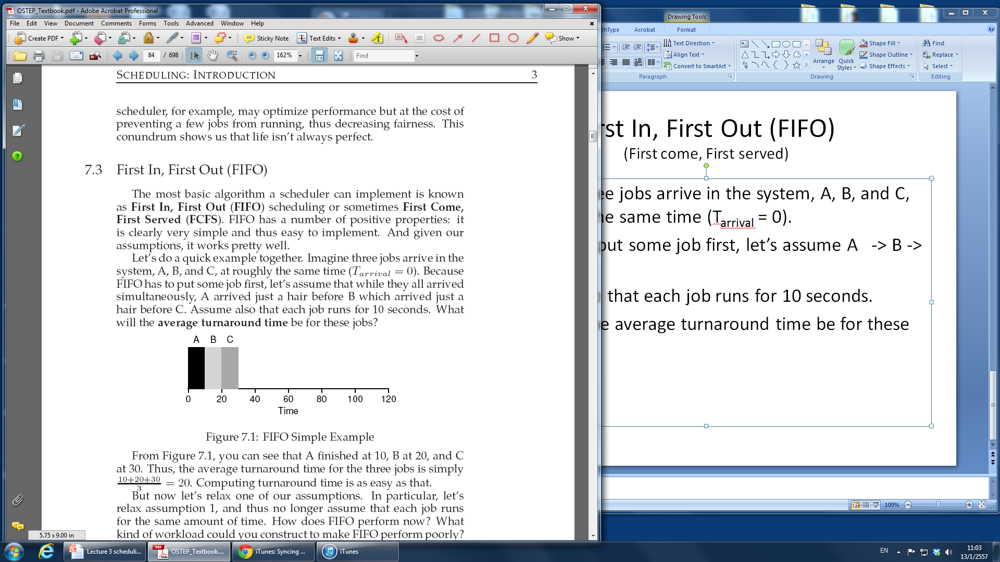 OSTEP_Textbook.pdf - Adobe Acrobat Professional
File Edit View Document Comments Forms Tools Advanced Window Help
Create PDF Sticky Note Text Edits Show
84 / 698 162% Find
SCHEDULING: INTRODUCTION 3
scheduler, for example, may optimize performance but at the cost of
preventing a few jobs from running, thus decreasing fairness. This
conundrum shows us that life isn't always perfect.
7.3 First In, First Out (FIFO)
The most basic algorithm a scheduler can implement is known
as First In, First Out (FIFO) scheduling or sometimes First Come,
First Served (FCFS). FIFO has a number of positive properties: it
is clearly very simple and thus easy to implement. And given our
assumptions, it works pretty well.
Let's do a quick example together. Imagine three jobs arrive in the
system, A, B, and C, at roughly the same time (Tarrival = 0). Because
FIFO has to put some job first, let's assume that while they all arrived
simultaneously, A arrived just a hair before B which arrived just a
hair before C. Assume also that each job runs for 10 seconds. What
will the average turnaround time be for these jobs?
A B C
0 20 40 60 80 100 120
Time
Figure 7.1: FIFO Simple Example
From Figure 7.1, you can see that A finished at 10, B at 20, and C
at 30. Thus, the average turnaround time for the three jobs is simply
10+20+30
3 = 20. Computing turnaround time is as easy as that.
But now let's relax one of our assumptions. In particular, let's
relax assumption 1, and thus no longer assume that each job runs
for the same amount of time. How does FIFO perform now? What
kind of workload could you construct to make FIFO perform poorly?
5.75 x 9.00 in
Drawing Tools
thType Acrobat Format
Text Direction
Align Text
Convert to SmartArt
Paragraph
Arrange
Quick
Styles
Shape Fill
Shape Outline
Shape Effects
Drawing
Find
Replace
Select
Editing
rst In, First Out (FIFO)
(First come, First served)
ee jobs arrive in the system, A, B, and C,
he same time (Tarrival = 0).
put some job first, let's assume A -> B ->
that each job runs for 10 seconds.
e average turnaround time be for these
100%
Lecture 3 scheduli...
OSTEP_Textbook....
iTunes: Syncing ...
iTunes
EN
11:03
13/1/2557